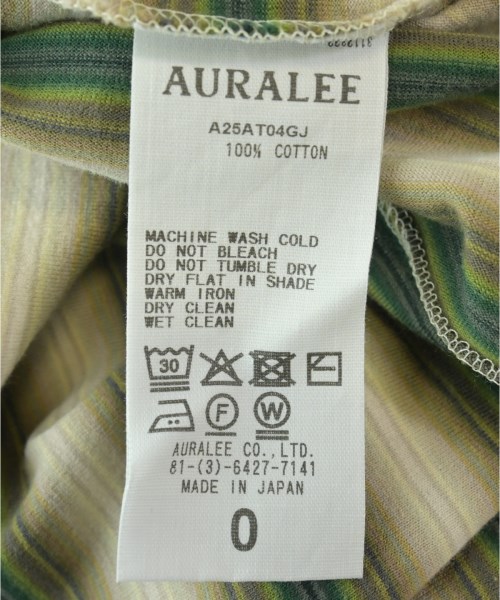 AURALEE
A25AT04GJ
100% COTTON
MACHINE WASH COLD
DO NOT BLEACH
DO NOT TUMBLE DRY
DRY FLAT IN SHADE
WARM IRON
DRY CLEAN
WET CLEAN
30
F W
AURALEE CO.,LTD.
81-(3)-6427-7141
MADE IN JAPAN
0